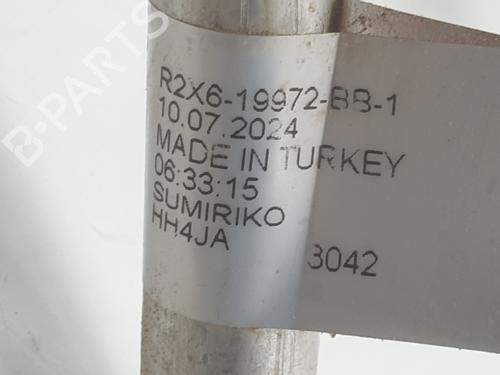 B-PARTS
R2X6-19972-BB-1
10.07.2024
MADE IN TURKEY
06:33:15
SUMIRIKO
HH4JA 3042